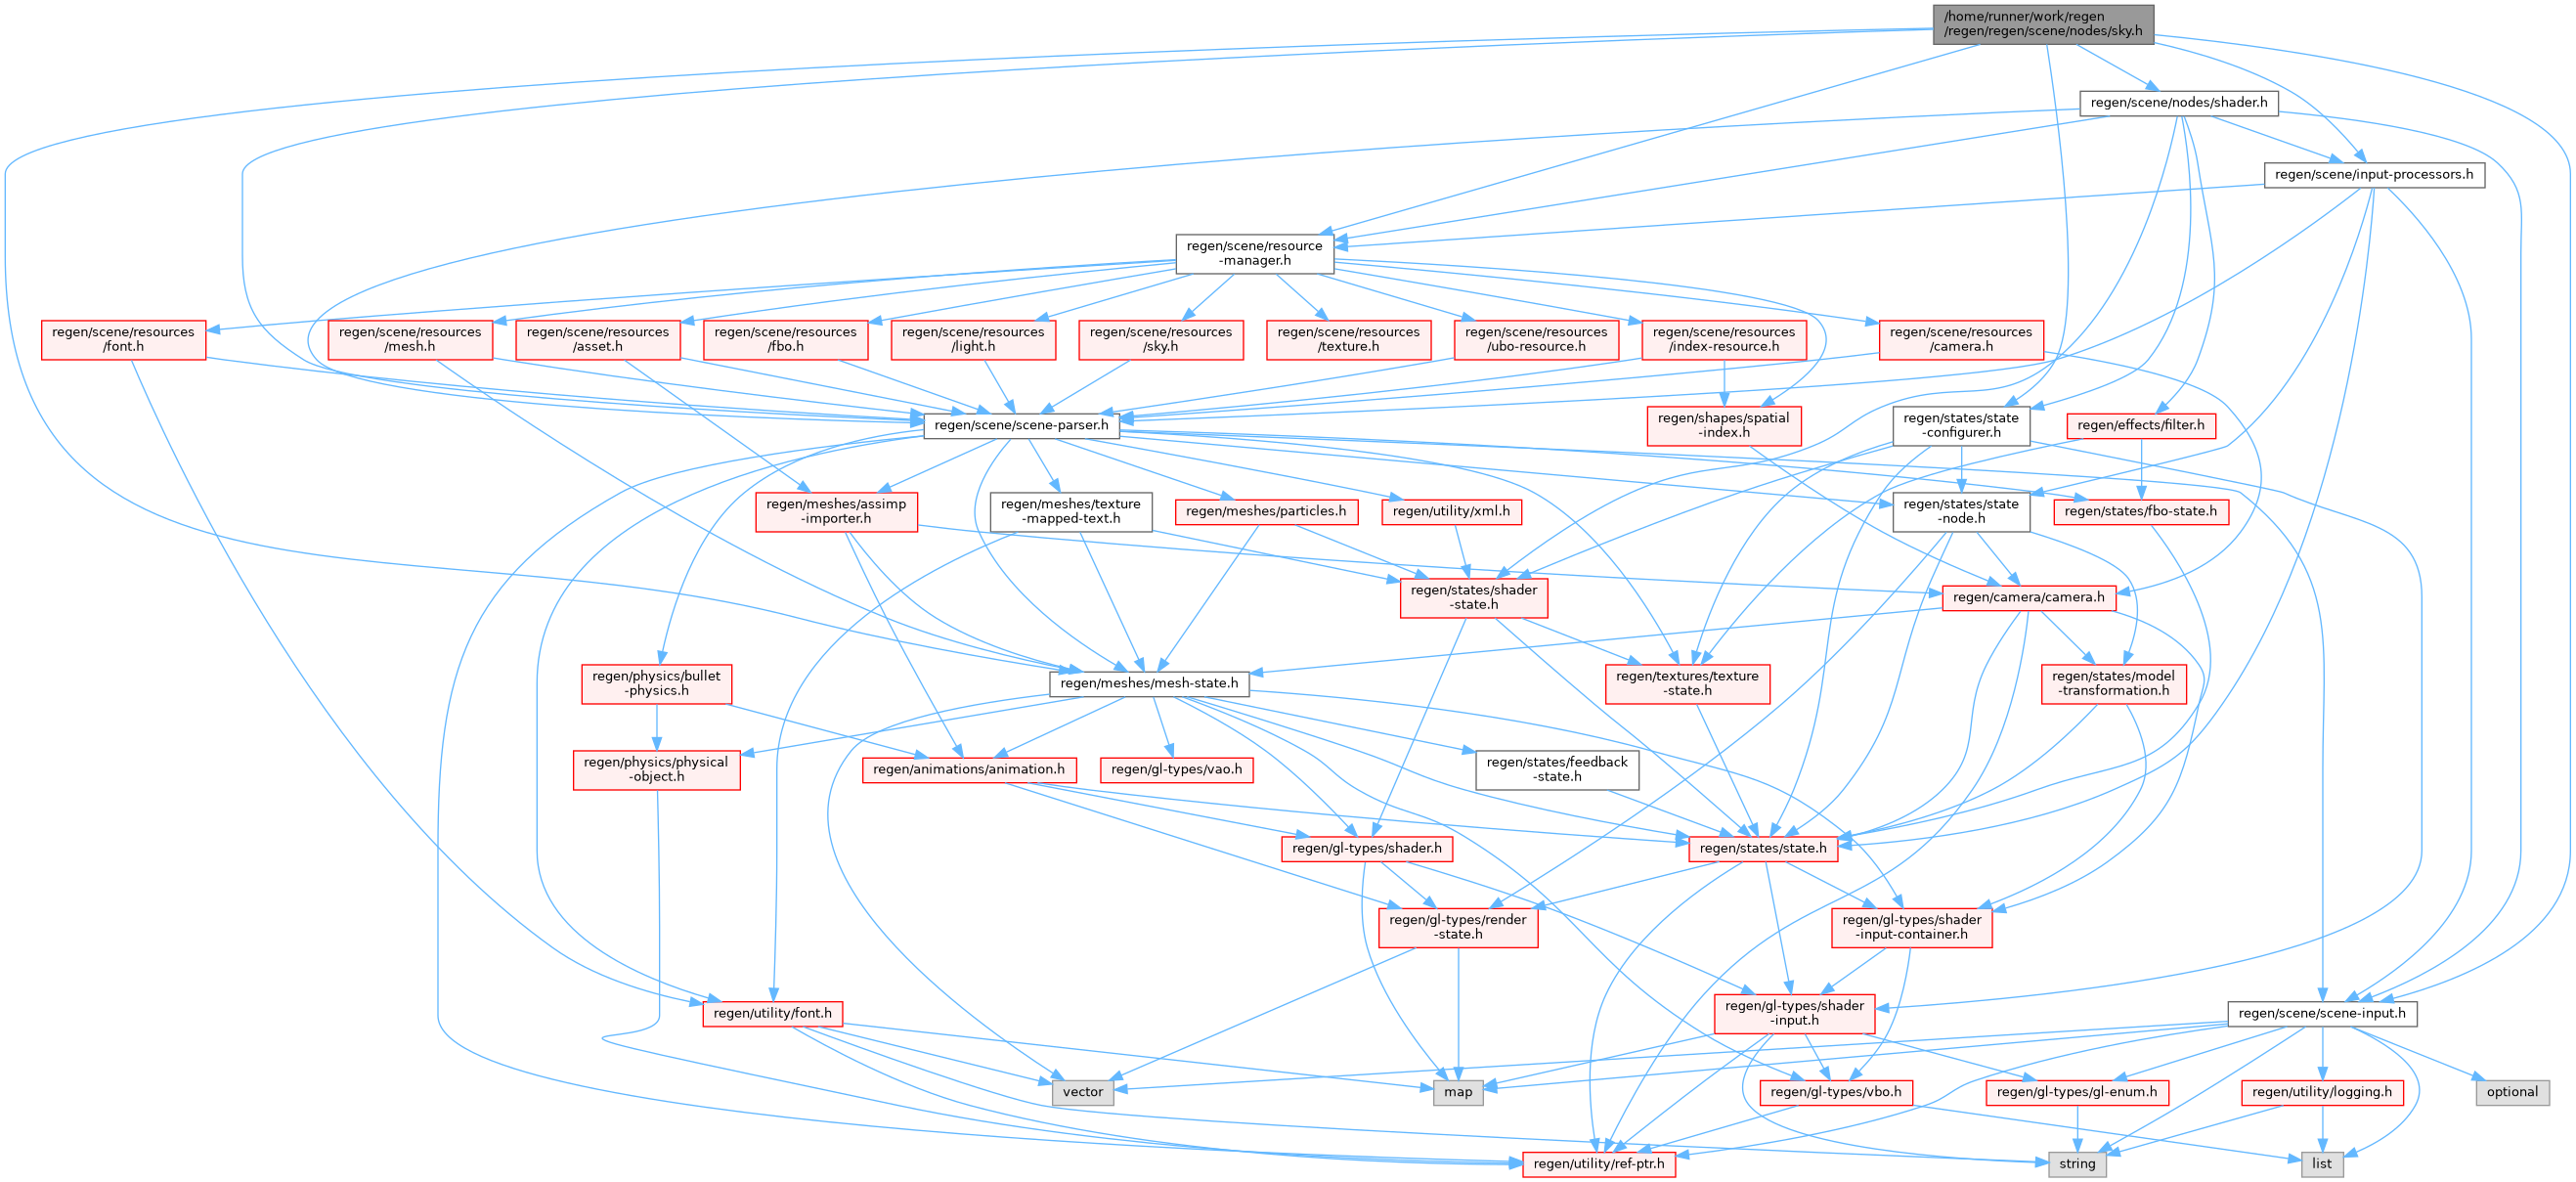 /home/runner/work/regen
/regen/regen/scene/nodes/sky.h
regen/scene/nodes/shader.h
regen/scene/input-processors.h
regen/scene/resource
-manager.h
regen/scene/resources
/font.h
regen/scene/resources
/mesh.h
regen/scene/resources
/asset.h
regen/scene/resources
/fbo.h
regen/scene/resources
/light.h
regen/scene/resources
/sky.h
regen/scene/resources
/texture.h
regen/scene/resources
/ubo-resource.h
regen/scene/resources
/index-resource.h
regen/scene/resources
/camera.h
regen/scene/scene-parser.h
regen/shapes/spatial
-index.h
regen/states/state
-configurer.h
regen/effects/filter.h
regen/meshes/assimp
-importer.h
regen/meshes/texture
-mapped-text.h
regen/meshes/particles.h
regen/utility/xml.h
regen/states/state
-node.h
regen/states/fbo-state.h
regen/states/shader
-state.h
regen/camera/camera.h
regen/physics/bullet
-physics.h
regen/meshes/mesh-state.h
regen/textures/texture
-state.h
regen/states/model
-transformation.h
regen/physics/physical
-object.h
regen/animations/animation.h
regen/gl-types/vao.h
regen/states/feedback
-state.h
regen/gl-types/shader.h
regen/states/state.h
regen/gl-types/render
-state.h
regen/gl-types/shader
-input-container.h
regen/utility/font.h
regen/gl-types/shader
-input.h
regen/scene/scene-input.h
vector
map
regen/gl-types/vbo.h
regen/gl-types/gl-enum.h
regen/utility/logging.h
optional
regen/utility/ref-ptr.h
string
list